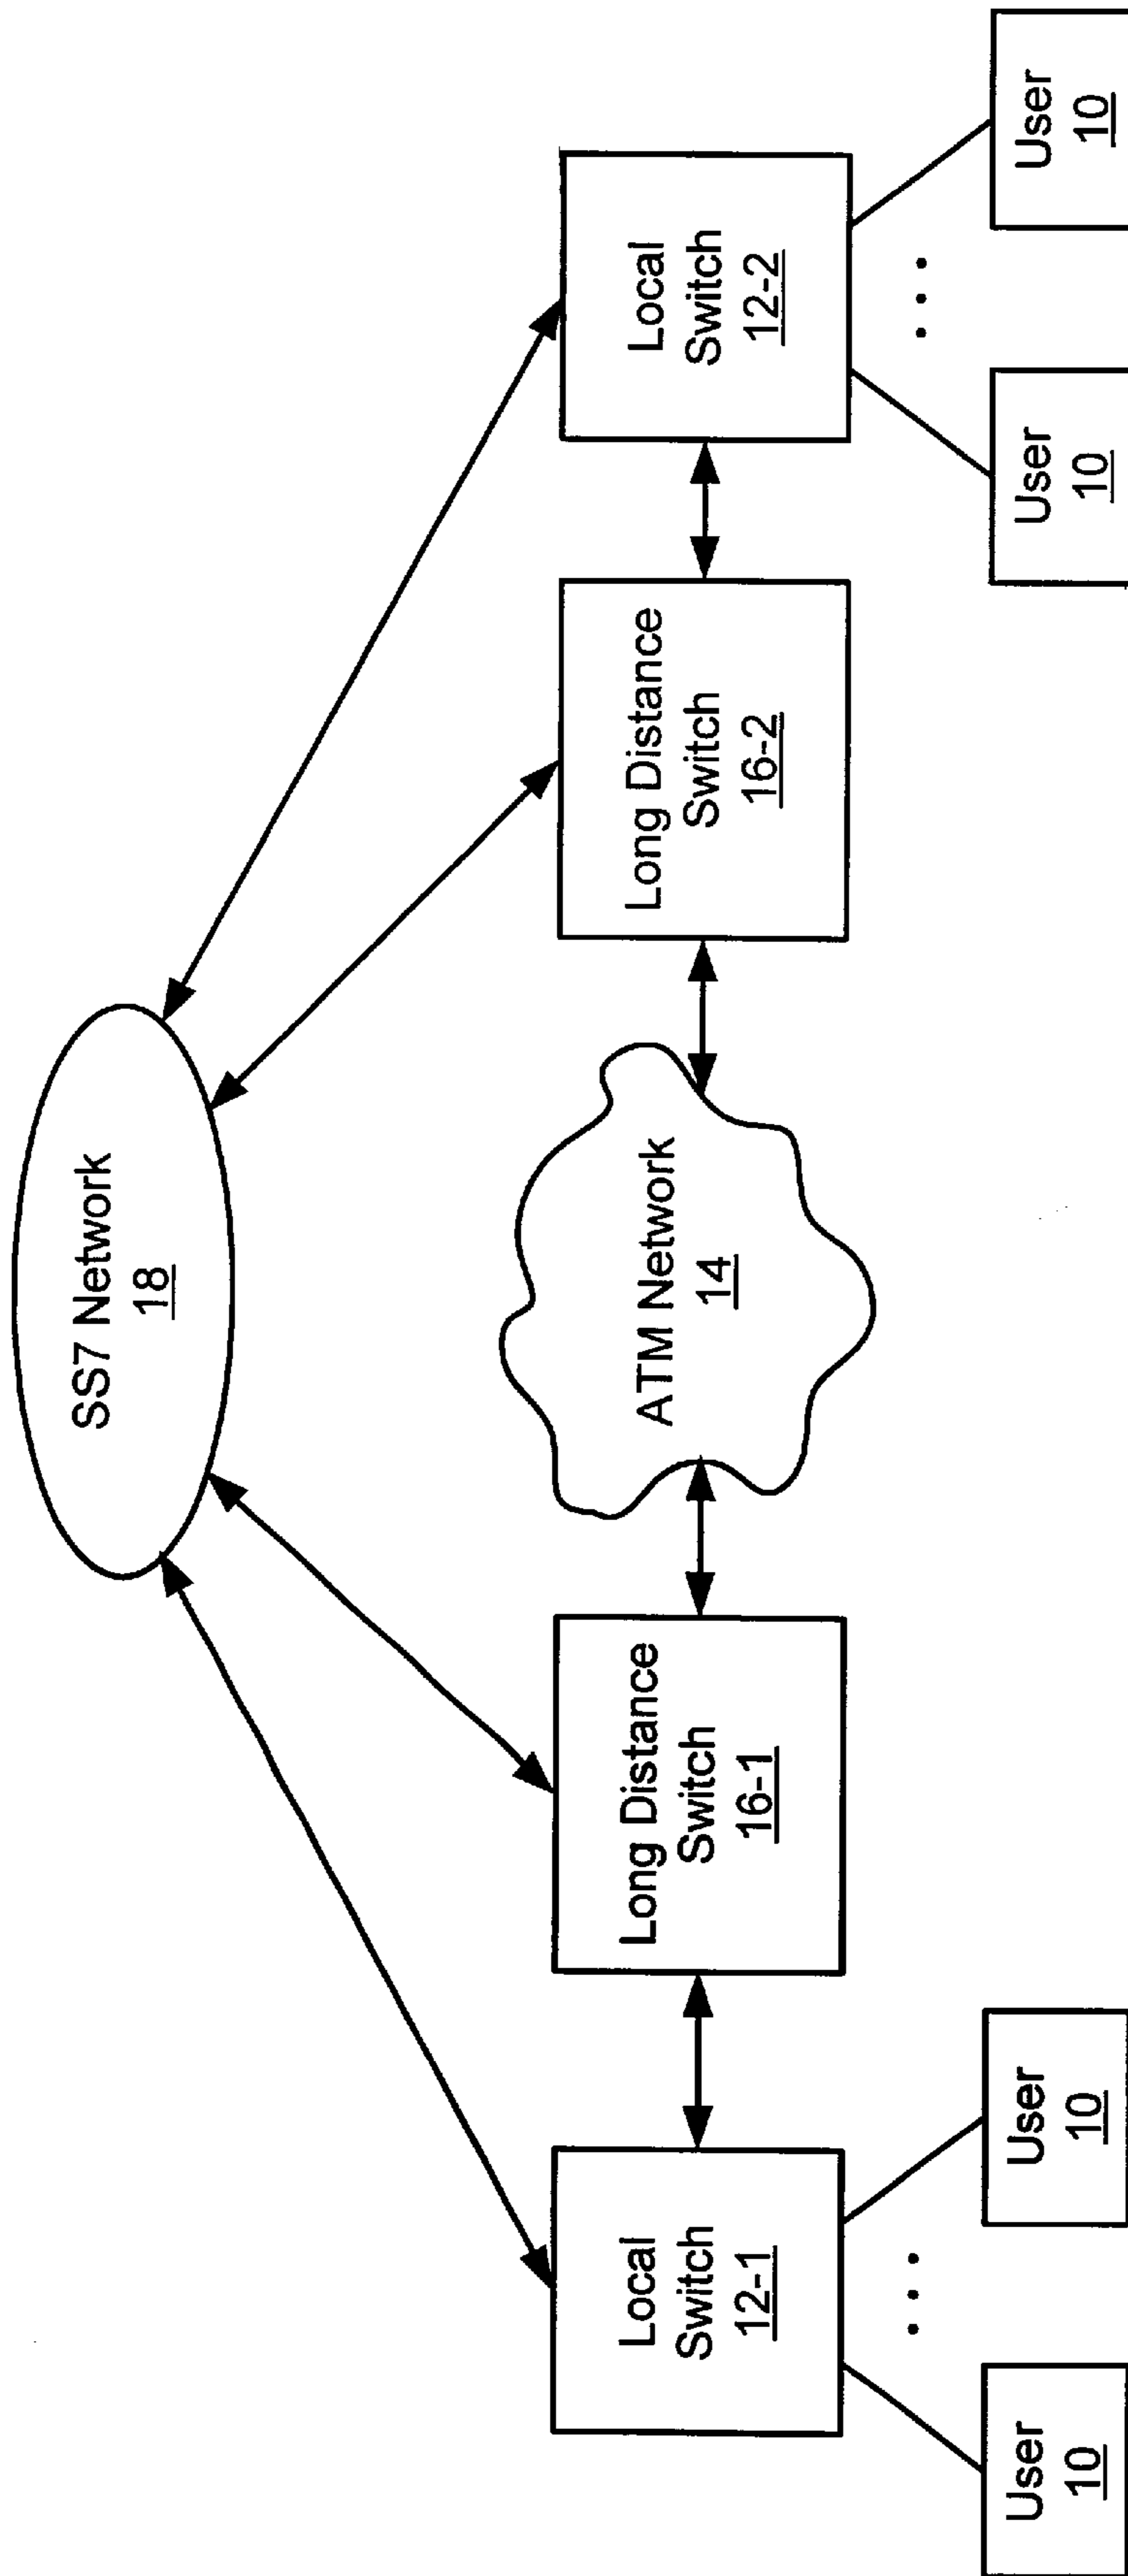 SS7 Network
18
Local
Switch
12-1
Long Distance
Switch
16-1
ATM Network
14
Long Distance
Switch
16-2
Local
Switch
12-2
User
10
. . .
User
10
User
10
. . .
User
10